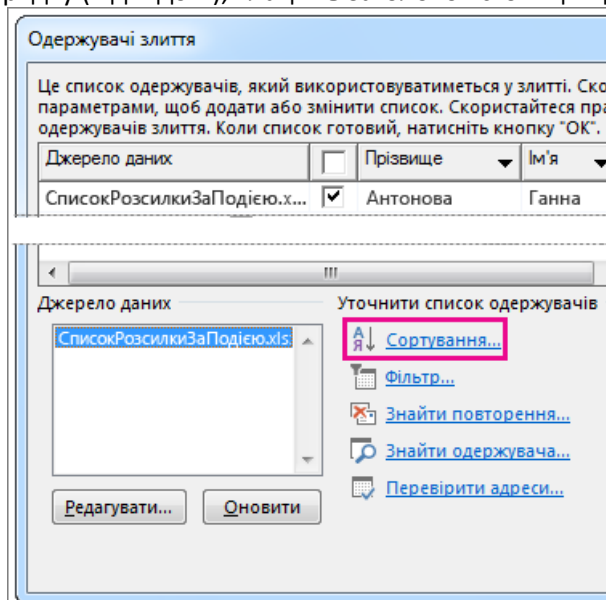 Одержувачі злиття
Це список одержувачів, який використовуватиметься у злитті. Ско
параметрами, щоб додати або змінити список. Скористайтеся пра
одержувачів злиття. Коли список готовий, натисніть кнопку "ОК".
Джерело даних Прізвище Ім'я
СписокРозсилкиЗаПодією.x... Антонова Ганна
Джерело даних Уточнити список одержувачів
СписокРозсилкиЗаПодією.xls: Сортування...
Фільтр...
Знайти повторення...
Знайти одержувача...
Перевірити адреси...
Редагувати... Оновити